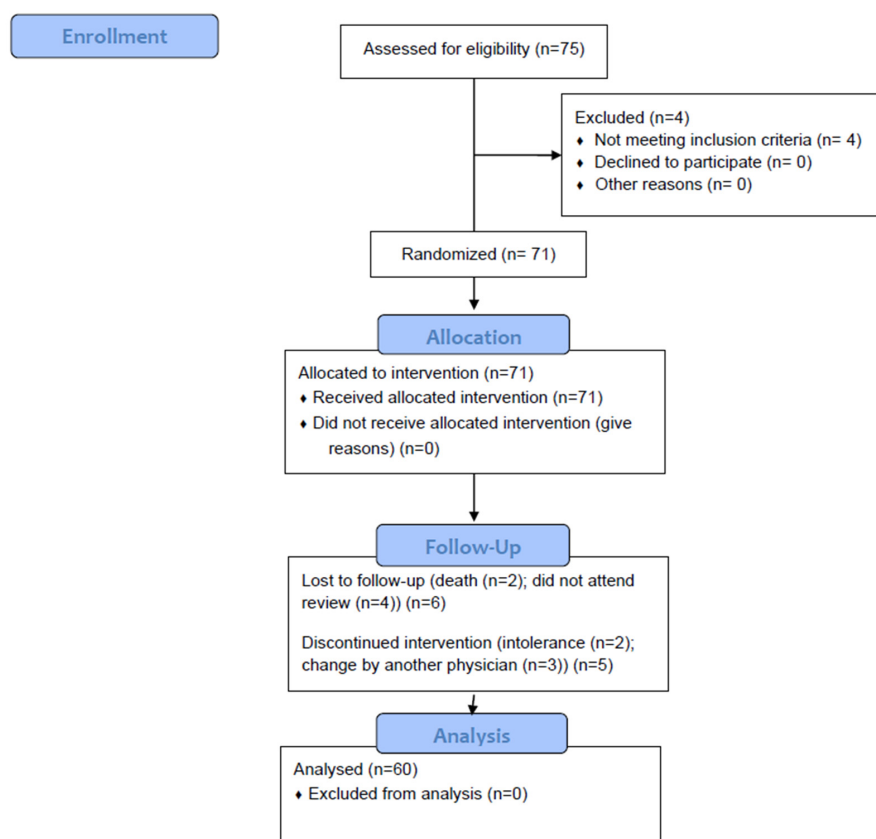 Enrollment
Assessed for eligibility (n=75)
Excluded (n=4)
♦ Not meeting inclusion criteria (n= 4)
♦ Declined to participate (n= 0)
♦ Other reasons (n= 0)
Randomized (n= 71)
Allocation
Allocated to intervention (n=71)
♦ Received allocated intervention (n=71)
♦ Did not receive allocated intervention (give
reasons) (n=0)
Follow-Up
Lost to follow-up (death (n=2); did not attend
review (n=4)) (n=6)
Discontinued intervention (intolerance (n=2);
change by another physician (n=3)) (n=5)
Analysis
Analysed (n=60)
♦ Excluded from analysis (n=0)